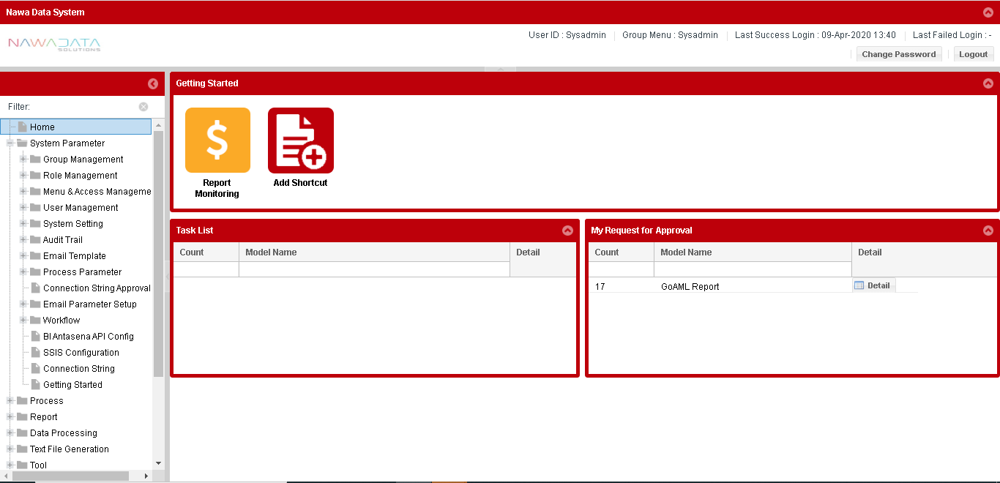 Nawa Data System
NAWADATA
SOLUTIONS
User ID : Sysadmin
Group Menu : Sysadmin
Last Success Login : 09-Apr-2020 13:40
Last Failed Login : -
Change Password
Logout
Filter:
Home
System Parameter
Group Management
Role Management
Menu & Access Manageme
User Management
System Setting
Audit Trail
Email Template
Process Parameter
Connection String Approval
Email Parameter Setup
Workflow
BI Antasena API Config
SSIS Configuration
Connection String
Getting Started
Process
Report
Data Processing
Text File Generation
Tool
Getting Started
Report
Monitoring
Add Shortcut
Task List
Count
Model Name
Detail
My Request for Approval
Count
Model Name
Detail
17
GoAML Report
Detail